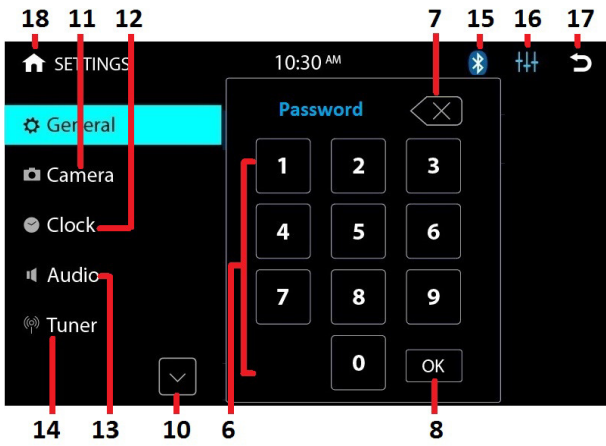 18 11 12 7 15 16 17
SETTINGS 10:30 AM
Password
General
Camera
Clock
Audio
Tuner
1 2 3
4 5 6
7 8 9
0 OK
14 13 10 6 8